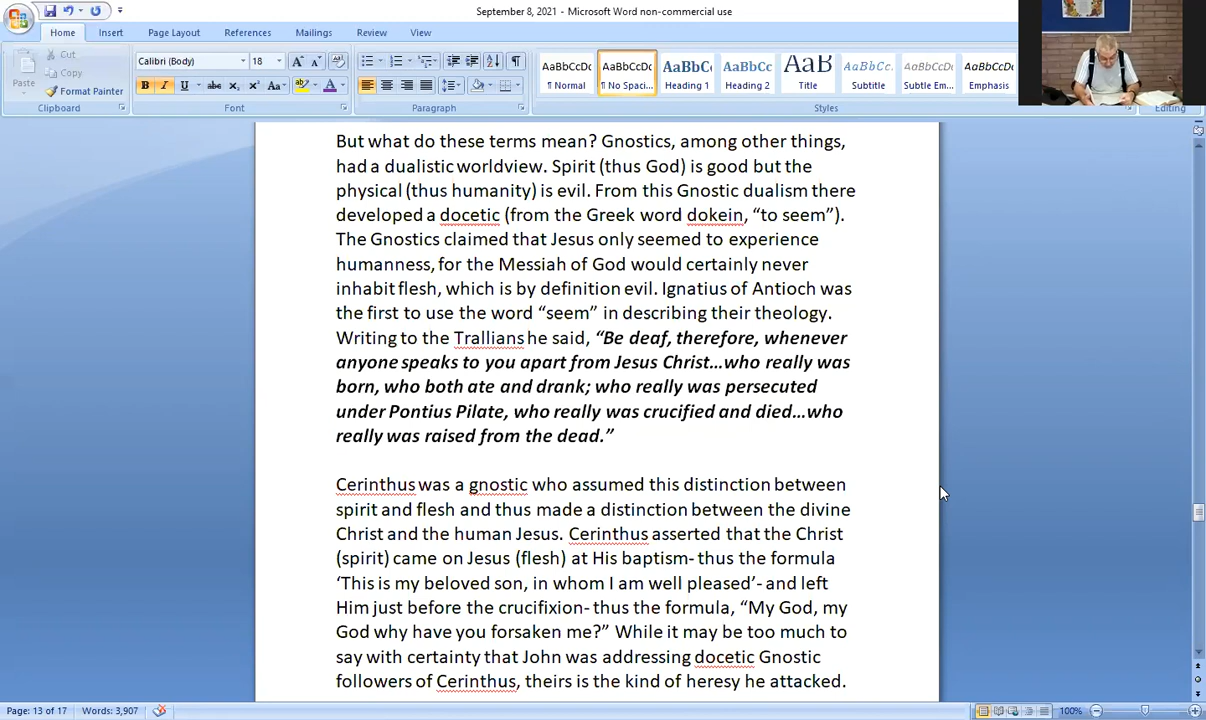 September 8, 2021 - Microsoft Word non-commercial use
Home Insert Page Layout References Mailings Review View
Paste
Cut
Copy
Format Painter
Clipboard
Calibri (Body) 18
Font
Paragraph
AaBbCcDc AaBbCcDc AaBbC AaBbCc AaB AaBbCcL AaBbCcDc AaBbCcDc
¶ Normal ¶ No Spaci... Heading 1 Heading 2 Title Subtitle Subtle Em... Emphasis
Styles
Editing
But what do these terms mean? Gnostics, among other things,
had a dualistic worldview. Spirit (thus God) is good but the
physical (thus humanity) is evil. From this Gnostic dualism there
developed a docetic (from the Greek word dokein, “to seem”).
The Gnostics claimed that Jesus only seemed to experience
humanness, for the Messiah of God would certainly never
inhabit flesh, which is by definition evil. Ignatius of Antioch was
the first to use the word “seem” in describing their theology.
Writing to the Trallians he said, “Be deaf, therefore, whenever
anyone speaks to you apart from Jesus Christ…who really was
born, who both ate and drank; who really was persecuted
under Pontius Pilate, who really was crucified and died…who
really was raised from the dead.”
Cerinthus was a gnostic who assumed this distinction between
spirit and flesh and thus made a distinction between the divine
Christ and the human Jesus. Cerinthus asserted that the Christ
(spirit) came on Jesus (flesh) at His baptism- thus the formula
‘This is my beloved son, in whom I am well pleased’- and left
Him just before the crucifixion- thus the formula, “My God, my
God why have you forsaken me?” While it may be too much to
say with certainty that John was addressing docetic Gnostic
followers of Cerinthus, theirs is the kind of heresy he attacked.
Page: 13 of 17 Words: 3,907 100%